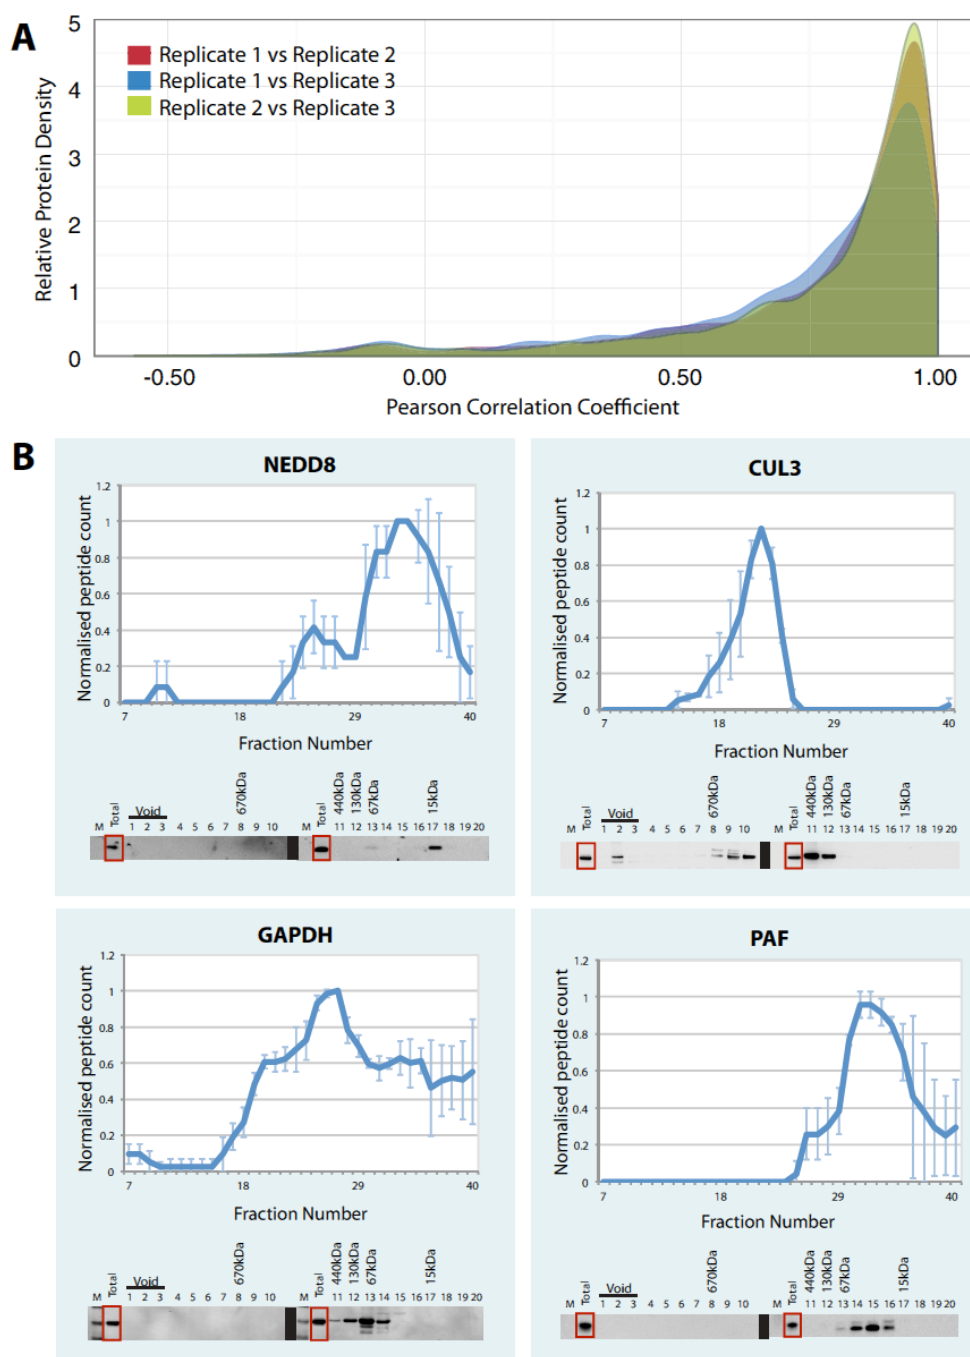 A
Relative Protein Density
5
4
3
2
1
0
Replicate 1 vs Replicate 2
Replicate 1 vs Replicate 3
Replicate 2 vs Replicate 3
-0.50 0.00 0.50 1.00
Pearson Correlation Coefficient
B
NEDD8
Normalised peptide count
1.2
1
0.8
0.6
0.4
0.2
0
7 18 29 40
Fraction Number
Void 670kDa 440kDa 130kDa 67kDa 15kDa
M Total 1 2 3 4 5 6 7 8 9 10 Total 11 12 13 14 15 16 17 18 19 20
CUL3
Normalised peptide count
1.2
1
0.8
0.6
0.4
0.2
0
7 18 29 40
Fraction Number
Void 670kDa 440kDa 130kDa 67kDa 15kDa
M Total 1 2 3 4 5 6 7 8 9 10 Total 11 12 13 14 15 16 17 18 19 20
GAPDH
Normalised peptide count
1.2
1
0.8
0.6
0.4
0.2
0
7 18 29 40
Fraction Number
Void 670kDa 440kDa 130kDa 67kDa 15kDa
M Total 1 2 3 4 5 6 7 8 9 10 Total 11 12 13 14 15 16 17 18 19 20
PAF
Normalised peptide count
1.2
1
0.8
0.6
0.4
0.2
0
7 18 29 40
Fraction Number
Void 670kDa 440kDa 130kDa 67kDa 15kDa
M Total 1 2 3 4 5 6 7 8 9 10 Total 11 12 13 14 15 16 17 18 19 20